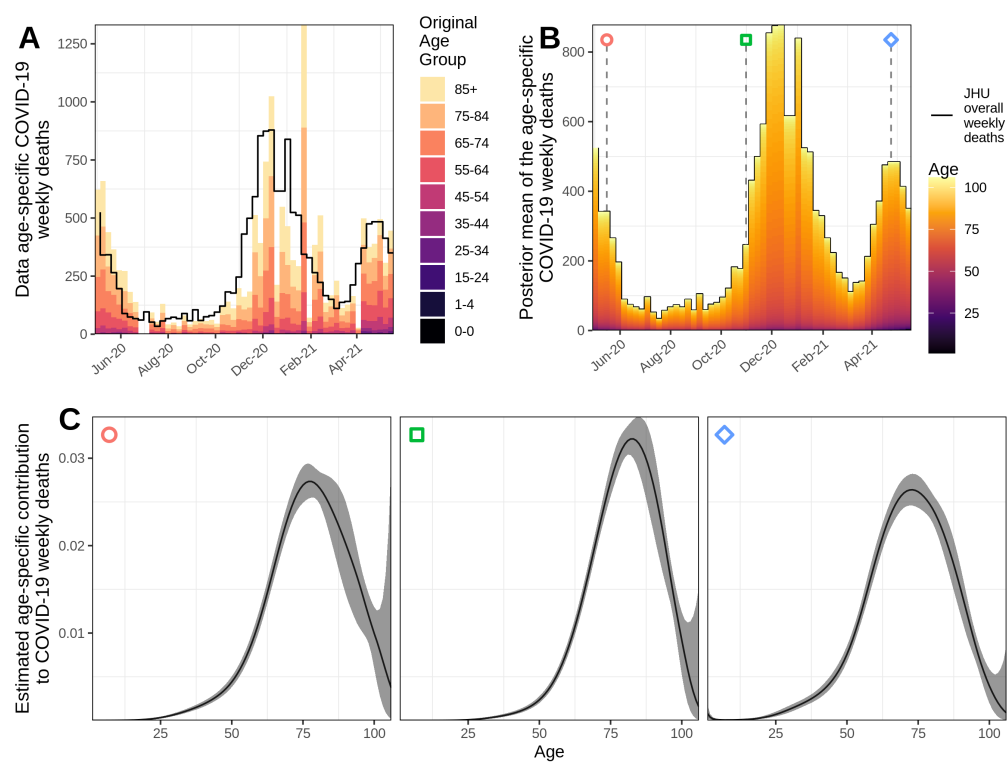 A
Data age-specific COVID-19
weekly deaths
1250
1000
750
500
250
0
Jun-20
Aug-20
Oct-20
Dec-20
Feb-21
Apr-21
Original
Age
Group
85+
75-84
65-74
55-64
45-54
35-44
25-34
15-24
1-4
0-0
B
Posterior mean of the age-specific
COVID-19 weekly deaths
800
600
400
200
0
Jun-20
Aug-20
Oct-20
Dec-20
Feb-21
Apr-21
JHU
overall
weekly
deaths
Age
100
75
50
25
C
Estimated age-specific contribution
to COVID-19 weekly deaths
0.03
0.02
0.01
25
50
75
100
25
50
75
100
25
50
75
100
Age